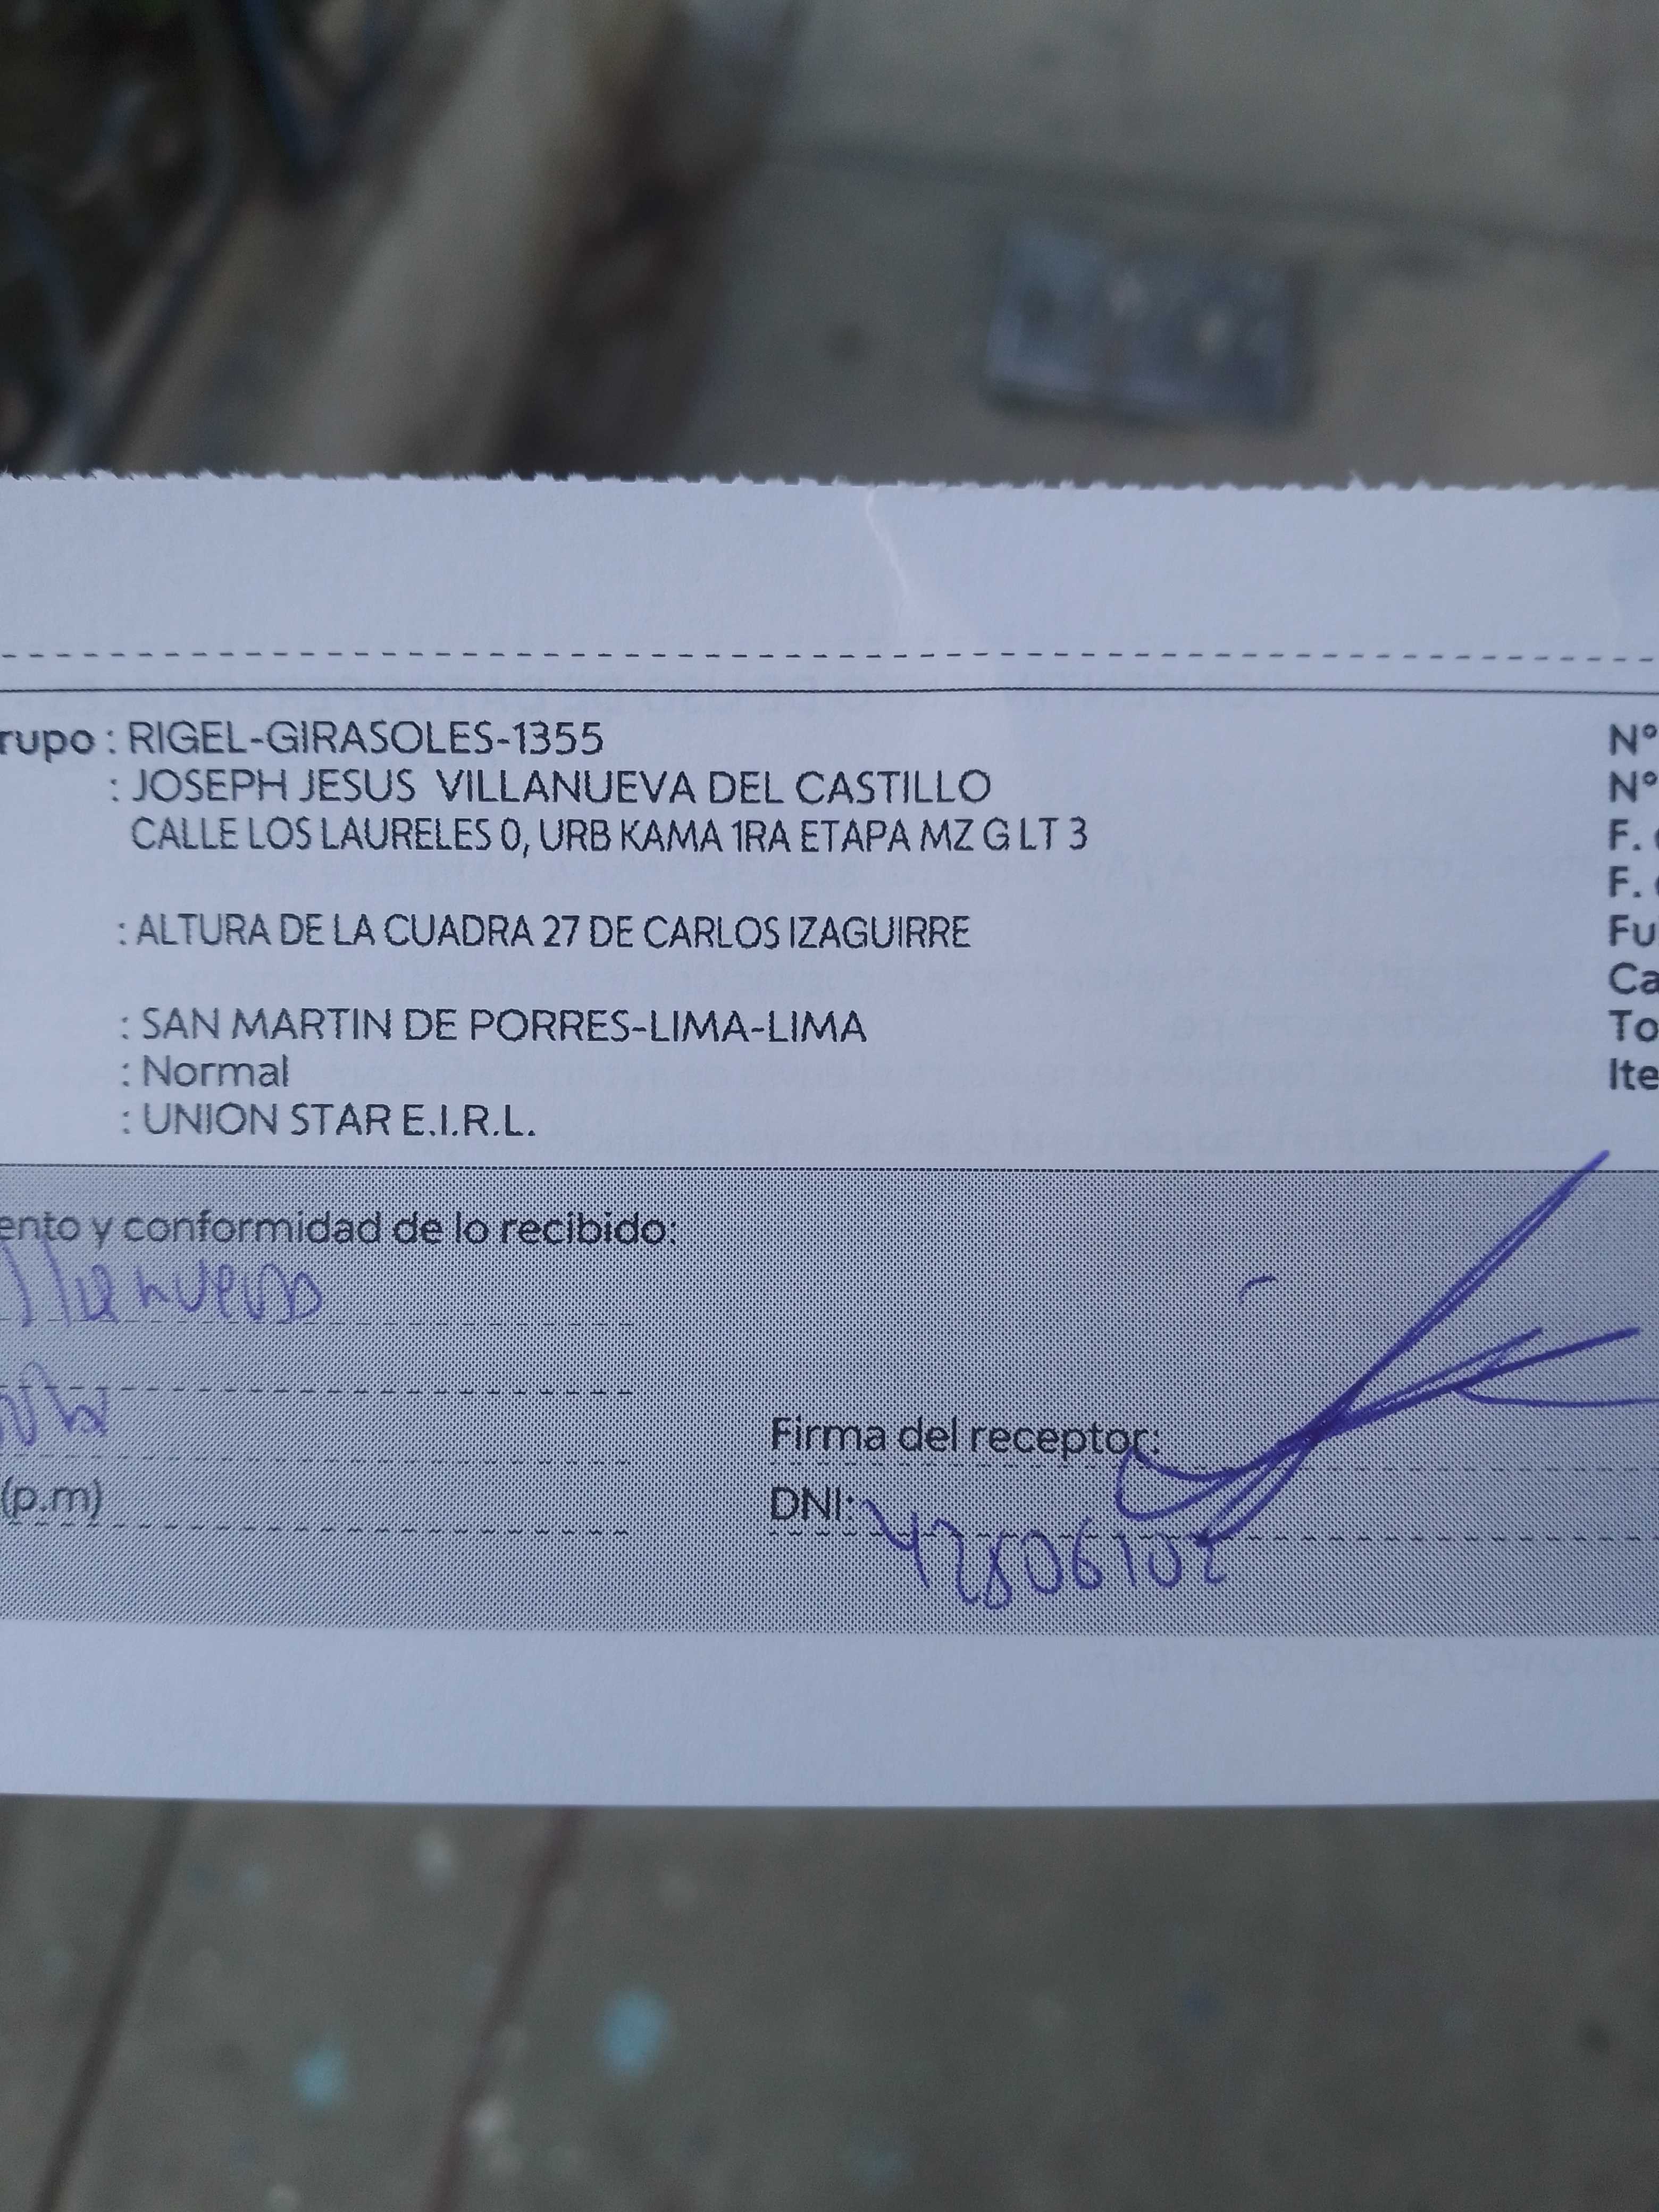 rupo : RIGEL-GIRASOLES-1355
: JOSEPH JESUS VILLANUEVA DEL CASTILLO
CALLE LOS LAURELES 0, URB KAMA 1RA ETAPA MZ G LT 3
: ALTURA DE LA CUADRA 27 DE CARLOS IZAGUIRRE
: SAN MARTIN DE PORRES-LIMA-LIMA
: Normal
: UNION STAR E.I.R.L.
N°
N°
F.
F.
Fu
Ca
To
Ite
ento y conformidad de lo recibido:
llanueva
(p.m)
Firma del receptor:
DNI: 42806102